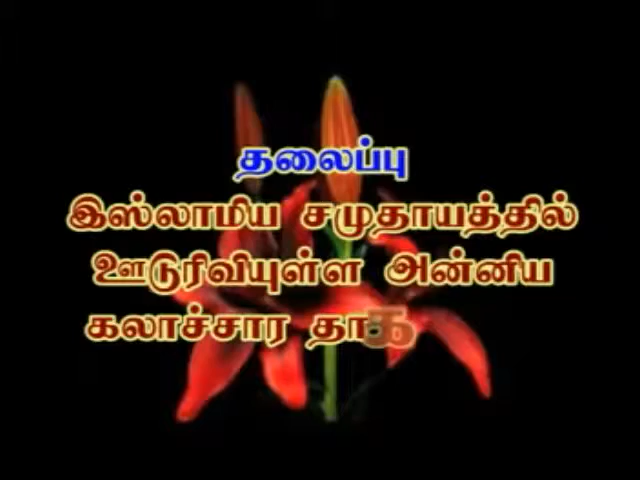 தலைப்பு
இஸ்லாமிய சமுதாயத்தில்
ஊடுரிவியுள்ள அன்னிய
கலாச்சார தாக